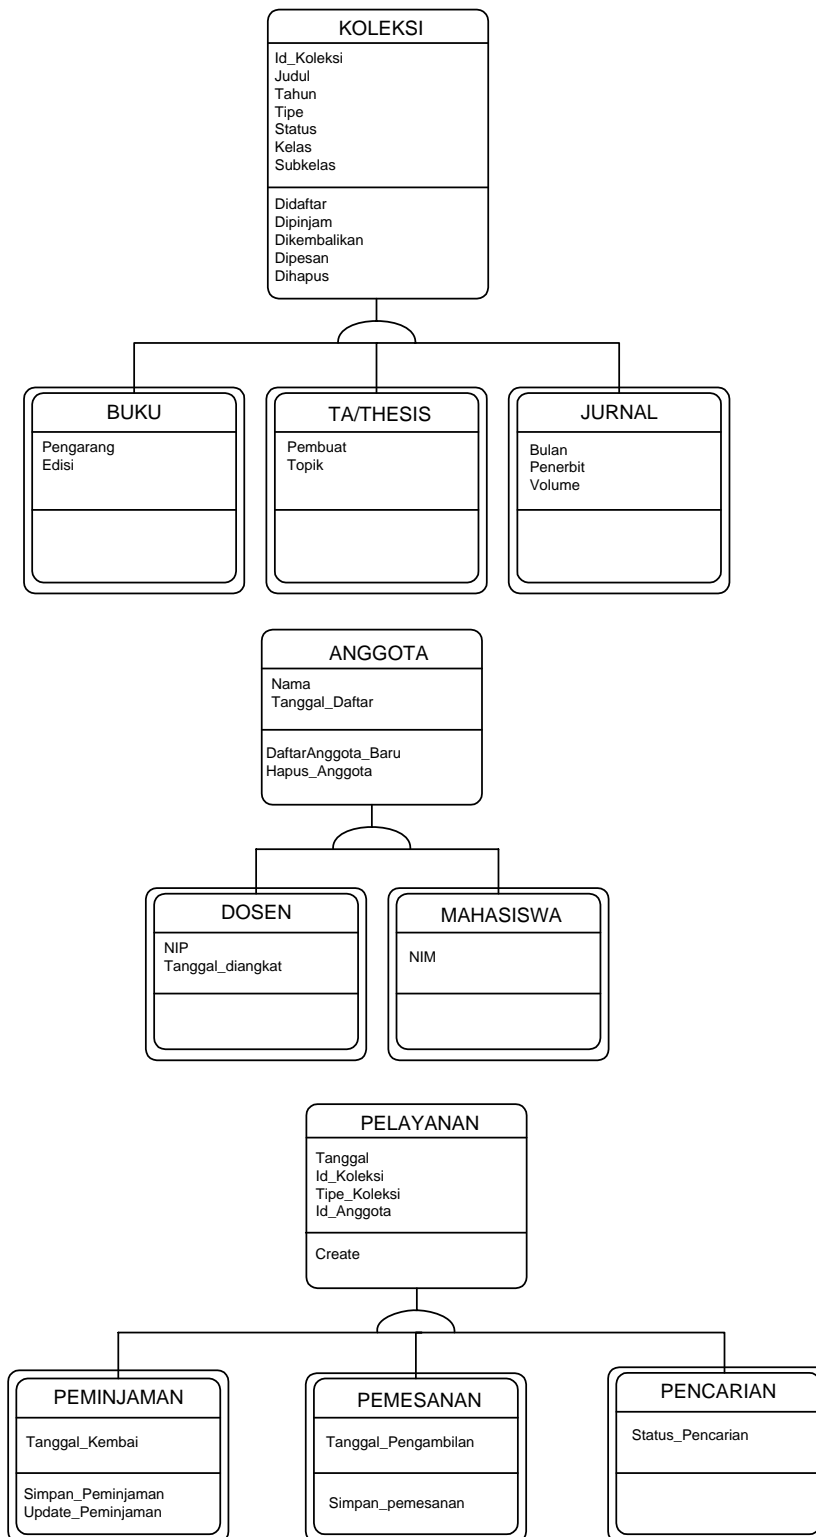 KOLEKSI
Id_Koleksi
Judul
Tahun
Tipe
Status
Kelas
Subkelas
Didaftar
Dipinjam
Dikembalikan
Dipesan
Dihapus
BUKU
Pengarang
Edisi
TA/THESIS
Pembuat
Topik
JURNAL
Bulan
Penerbit
Volume
ANGGOTA
Nama
Tanggal_Daftar
DaftarAnggota_Baru
Hapus_Anggota
DOSEN
NIP
Tanggal_diangkat
MAHASISWA
NIM
PELAYANAN
Tanggal
Id_Koleksi
Tipe_Koleksi
Id_Anggota
Create
PEMINJAMAN
Tanggal_Kembai
Simpan_Peminjaman
Update_Peminjaman
PEMESANAN
Tanggal_Pengambilan
Simpan_pemesanan
PENCARIAN
Status_Pencarian